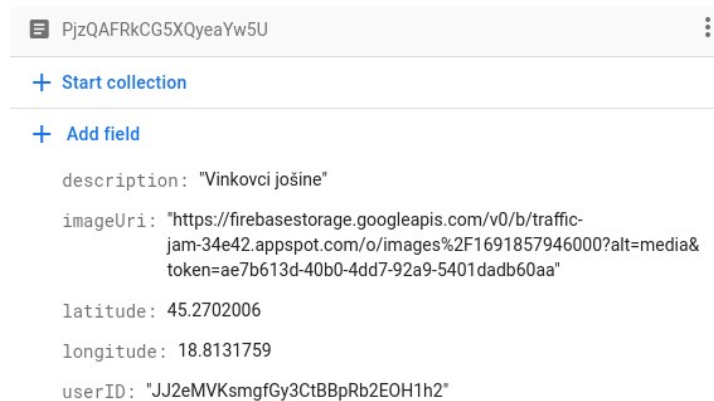 PjzQAFRkCG5XQyeaYw5U
+ Start collection
+ Add field
description: "Vinkovci jošine"
imageUri: "https://firebasestorage.googleapis.com/v0/b/traffic-
jam-34e42.appspot.com/o/images%2F1691857946000?alt=media&
token=ae7b613d-40b0-4dd7-92a9-5401dadb60aa"
latitude: 45.2702006
longitude: 18.8131759
userID: "JJ2eMVKsmgfGy3CtBBpRb2EOH1h2"